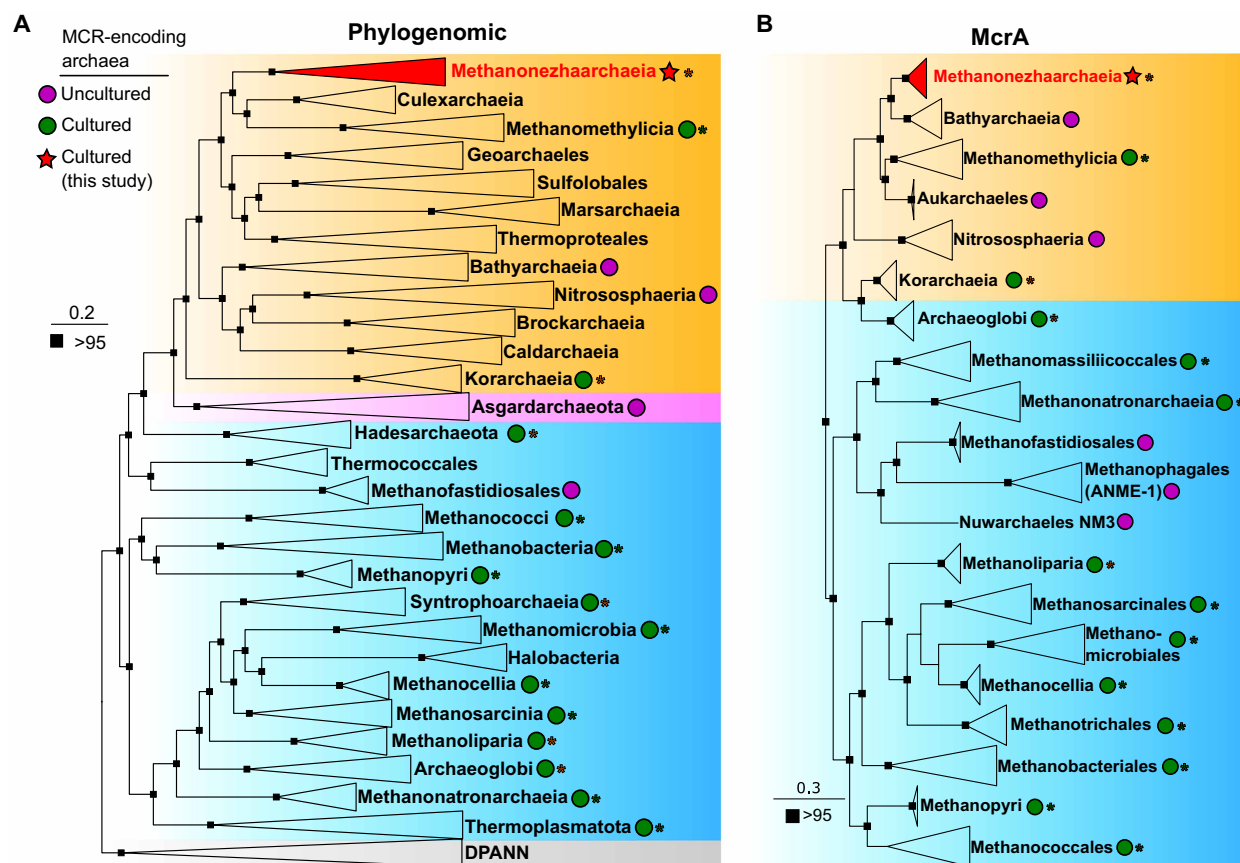 A
Phylogenomic
MCR-encoding
archaea
Uncultured
Cultured
Cultured
(this study)
Methanonezhaarchaeia *
Culexarchaeia
Methanomethylicia *
Geoarchaeles
Sulfolobales
Marsarchaeia
Thermoproteales
Bathyarchaeia
Nitrososphaeria
Brockarchaeia
Caldarchaeia
Korarchaeia *
Asgardarchaeota
Hadesarchaeota *
Thermococcales
Methanofastidiosales
Methanococci *
Methanobacteria *
Methanopyri *
Syntrophoarchaeia *
Methanomicrobia *
Halobacteria
Methanocellia *
Methanosarcinia *
Methanoliparia *
Archaeoglobi *
Methanonatronarchaeia *
Thermoplasmatota *
DPANN
0.2
>95
B
McrA
Methanonezhaarchaeia *
Bathyarchaeia
Methanomethylicia *
Aukarchaeles
Nitrososphaeria
Korarchaeia *
Archaeoglobi *
Methanomassiliicoccales *
Methanonatronarchaeia *
Methanofastidiosales
Methanophagales
(ANME-1)
Nuwarchaeles NM3
Methanoliparia *
Methanosarcinales *
Methano-
microbiales *
Methanocellia *
Methanotrichales *
Methanobacteriales *
Methanopyri *
Methanococcales *
0.3
>95